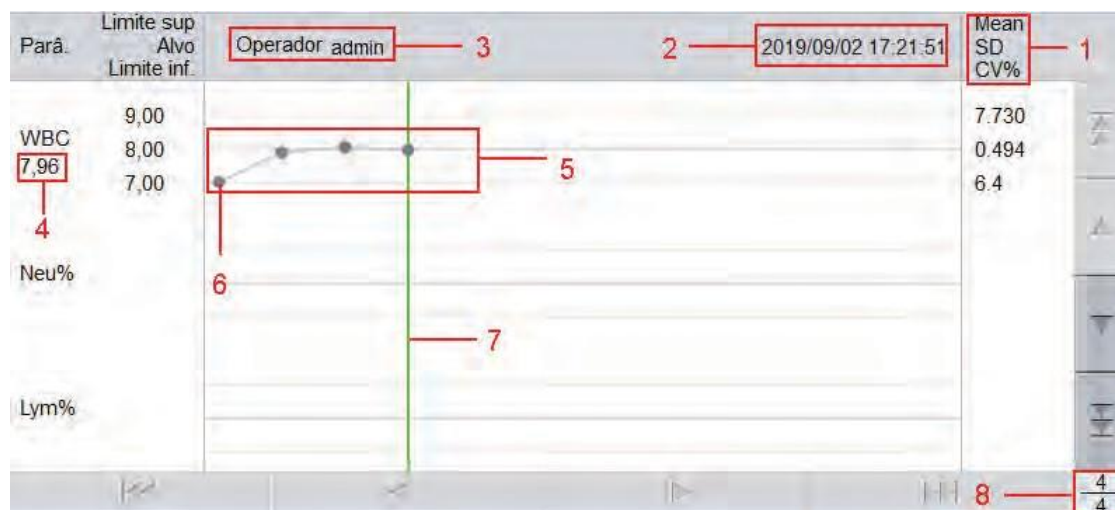 Parâ.
Limite sup
Alvo
Limite inf.
Operador admin
3
2
2019/09/02 17:21:51
Mean
SD
CV%
1
WBC
7,96
4
9,00
8,00
7,00
5
7.730
0.494
6.4
6
7
Neu%
Lym%
8
4
4